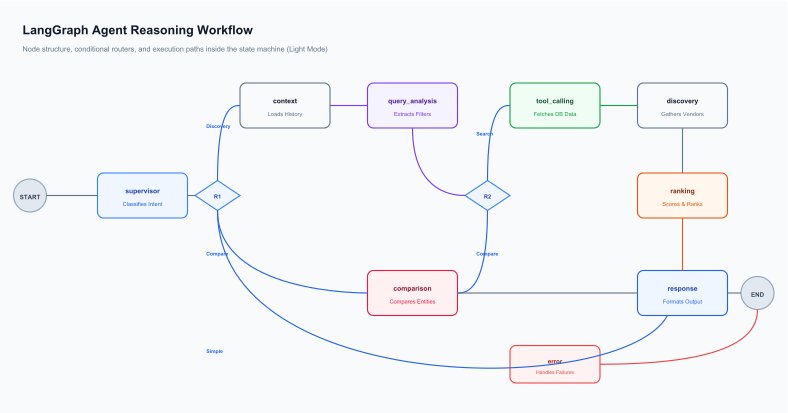 LangGraph Agent Reasoning Workflow
Node structure, conditional routers, and execution paths inside the state machine (Light Mode)
context
Loads History
query_analysis
Extracts Filters
tool_calling
Fetches DB Data
discovery
Gathers Vendors
Discovery
Search
START
supervisor
Classifies Intent
R1
R2
ranking
Scores & Ranks
Compare
Compare
comparison
Compares Entities
response
Formats Output
END
Simple
error
Handles Failures